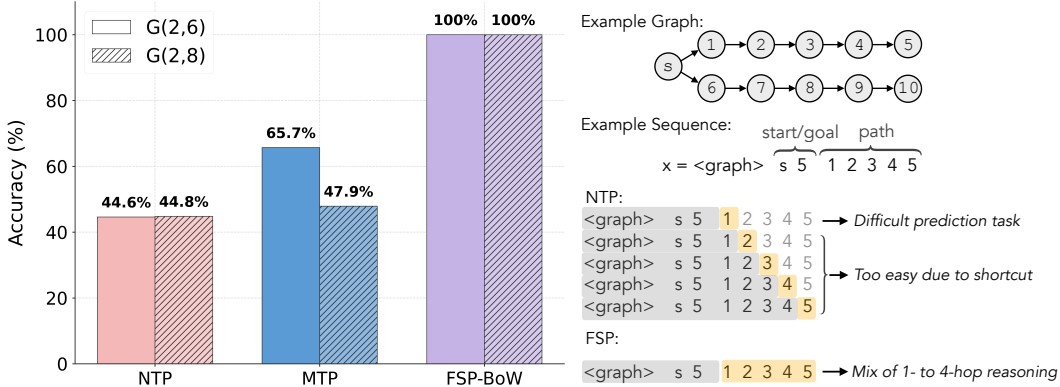 100
80
60
40
20
0
Accuracy (%)
G(2,6)
G(2,8)
44.6%
44.8%
65.7%
47.9%
100%
100%
NTP
MTP
FSP-BoW
Example Graph:
s
1 2 3 4 5
6 7 8 9 10
Example Sequence:
start/goal path
x = <graph> s 5 1 2 3 4 5
NTP:
<graph> s 5 1 2 3 4 5 Difficult prediction task
<graph> s 5 1 2 3 4 5
<graph> s 5 1 2 3 4 5 Too easy due to shortcut
<graph> s 5 1 2 3 4 5
<graph> s 5 1 2 3 4 5
FSP:
<graph> s 5 1 2 3 4 5 Mix of 1- to 4-hop reasoning